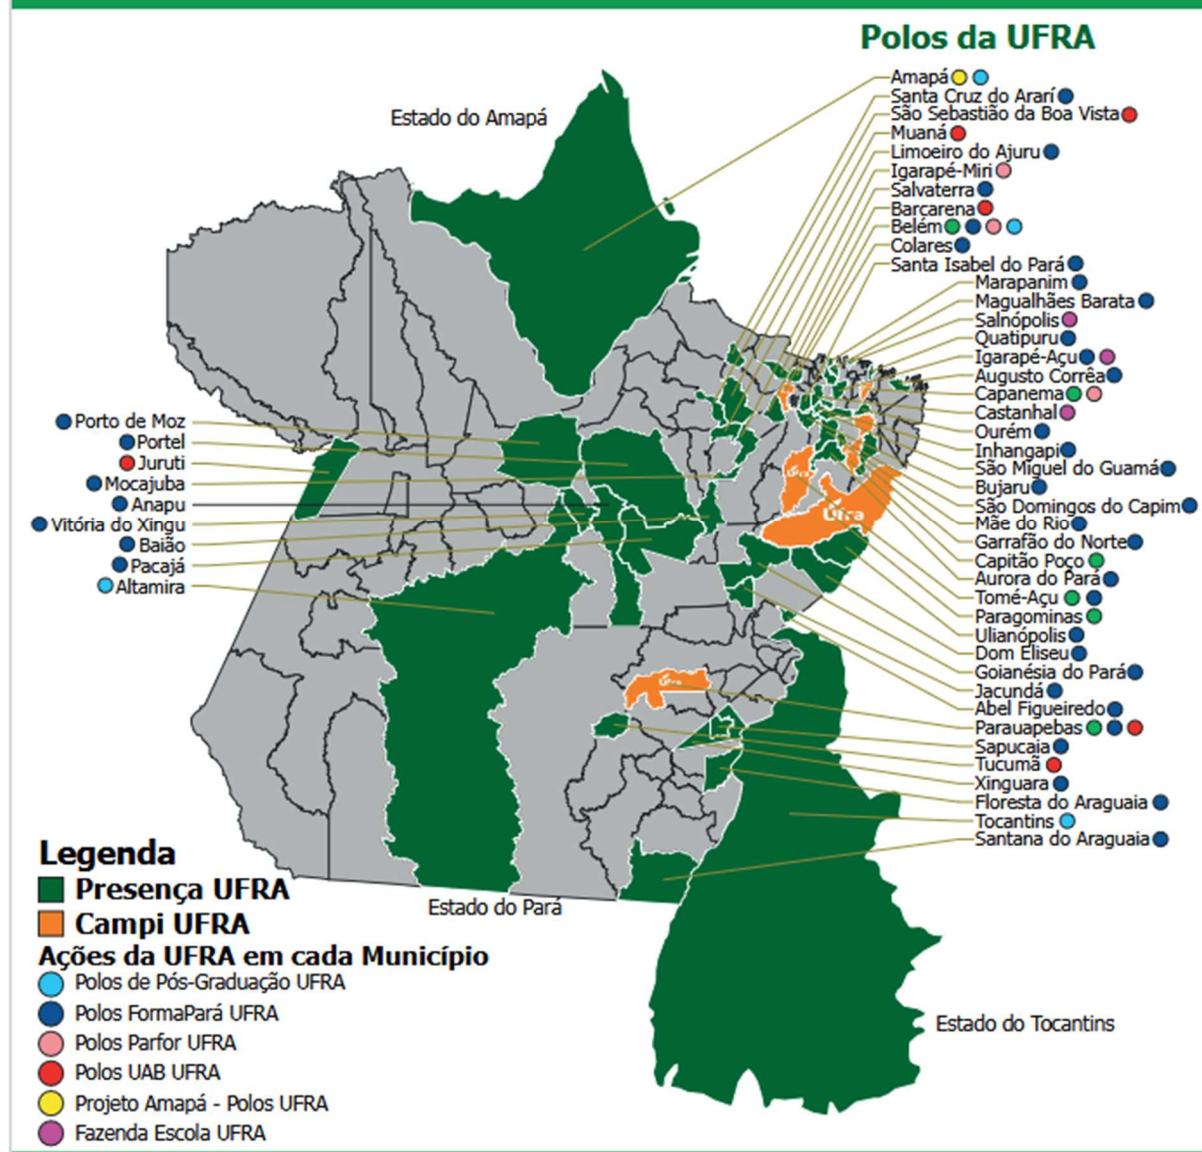 Polos da UFRA
Estado do Amapá
Amapá
Santa Cruz do Ararí
São Sebastião da Boa Vista
Muaná
Limoeiro do Ajuru
Igarapé-Miri
Salvaterra
Barcarena
Belém
Colares
Santa Isabel do Pará
Marapanim
Magualhães Barata
Salnópolis
Quatipuru
Igarapé-Açu
Augusto Corrêa
Capanema
Castanhal
Ourém
Inhangapi
São Miguel do Guamá
Bujaru
São Domingos do Capim
Mãe do Rio
Garrafão do Norte
Capitão Poço
Aurora do Pará
Tomé-Açu
Paragominas
Ulianópolis
Dom Eliseu
Goianésia do Pará
Jacundá
Abel Figueiredo
Parauapebas
Sapucaia
Tucumã
Xinguara
Floresta do Araguaia
Tocantins
Santana do Araguaia
Porto de Moz
Portel
Juruti
Mocajuba
Anapu
Vitória do Xingu
Baião
Pacajá
Altamira
Ufra
Ufra
Ufra
Legenda
Presença UFRA
Campi UFRA
Ações da UFRA em cada Município
Polos de Pós-Graduação UFRA
Polos FormaPará UFRA
Polos Parfor UFRA
Polos UAB UFRA
Projeto Amapá - Polos UFRA
Fazenda Escola UFRA
Estado do Pará
Estado do Tocantins